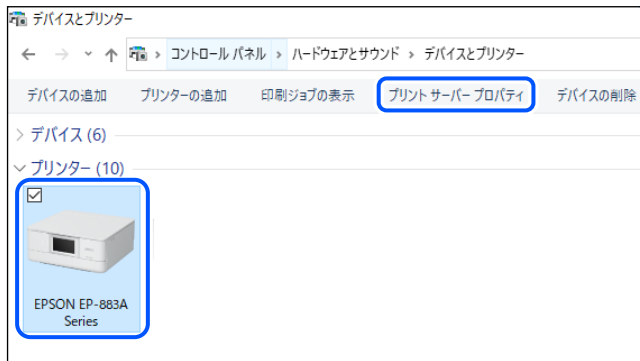 デバイスとプリンター
コントロール パネル › ハードウェアとサウンド › デバイスとプリンター
デバイスの追加 プリンターの追加 印刷ジョブの表示 プリント サーバー プロパティ デバイスの削除
デバイス (6)
プリンター (10)
EPSON EP-883A
Series